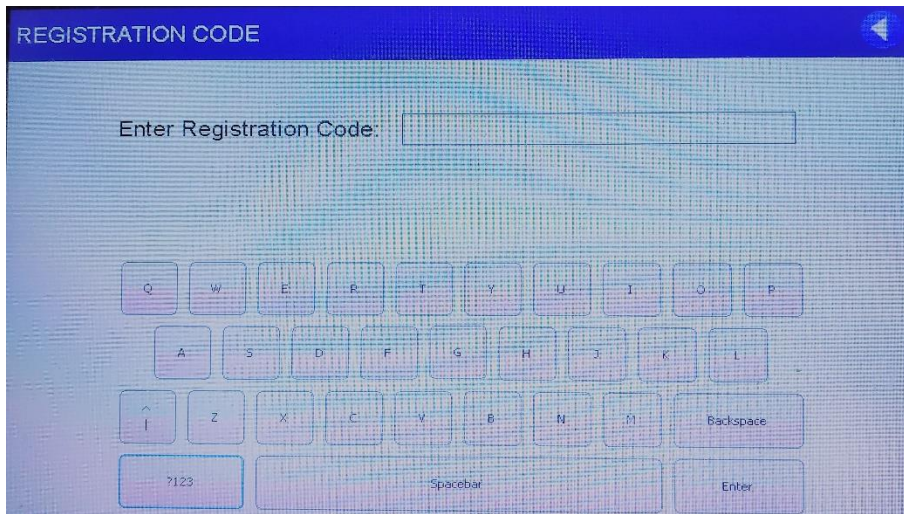 REGISTRATION CODE
Enter Registration Code:
Q W E R T Y U I O P
A S D F G H J K L
Z X C V B N M Backspace
?123 Spacebar Enter